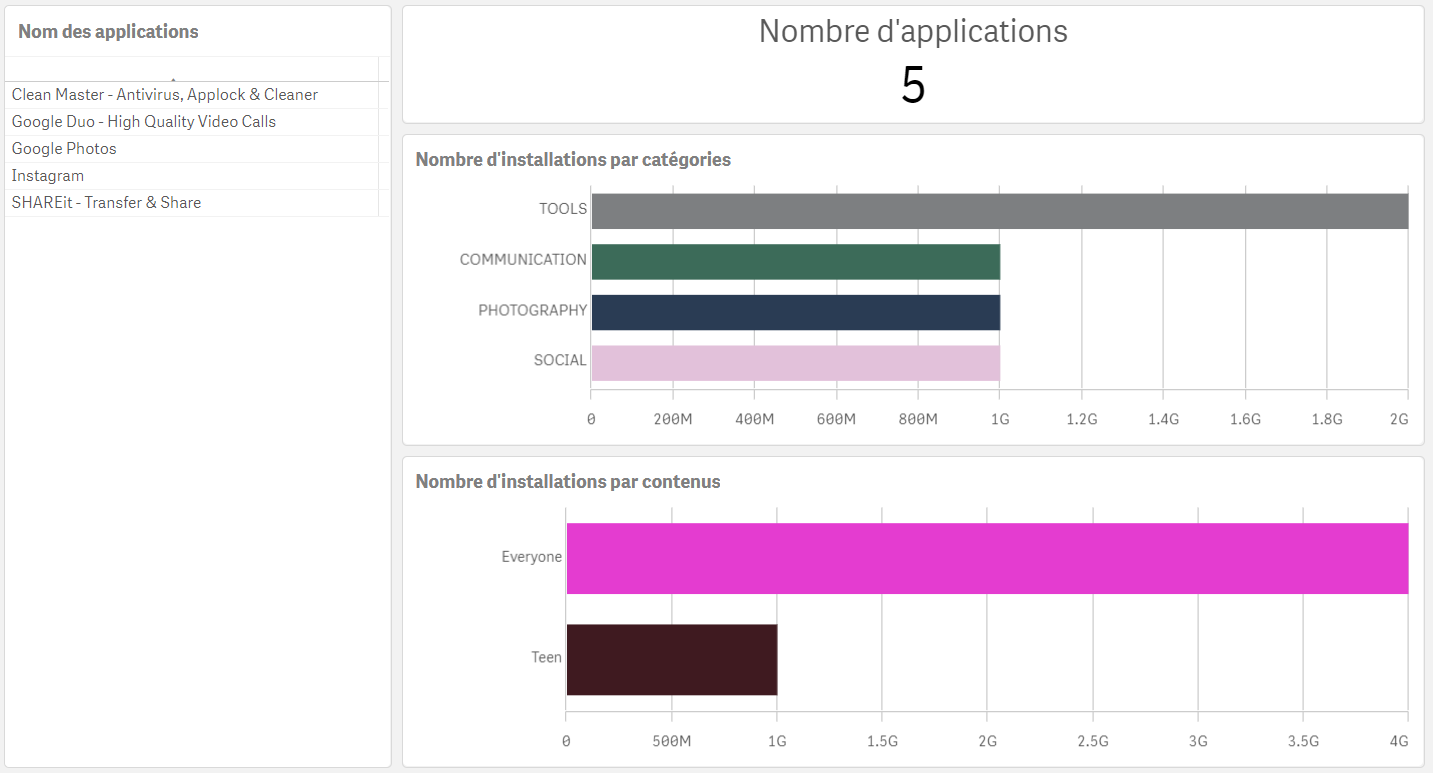 Nom des applications
Clean Master - Antivirus, Applock & Cleaner
Google Duo - High Quality Video Calls
Google Photos
Instagram
SHAREit - Transfer & Share
Nombre d'applications
5
Nombre d'installations par catégories
TOOLS
COMMUNICATION
PHOTOGRAPHY
SOCIAL
0 200M 400M 600M 800M 1G 1.2G 1.4G 1.6G 1.8G 2G
Nombre d'installations par contenus
Everyone
Teen
0 500M 1G 1.5G 2G 2.5G 3G 3.5G 4G